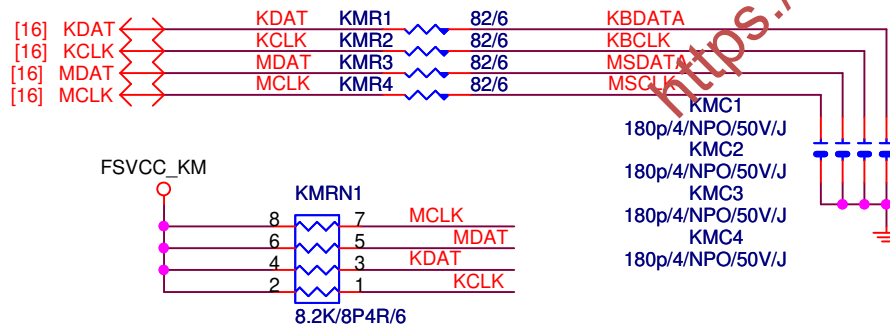 [16] KDAT KDAT KMR1 82/6 KBDATA
[16] KCLK KCLK KMR2 82/6 KBCLK
[16] MDAT MDAT KMR3 82/6 MSDATA
[16] MCLK MCLK KMR4 82/6 MSCLK
https:/
KMC1
180p/4/NPO/50V/J
KMC2
180p/4/NPO/50V/J
KMC3
180p/4/NPO/50V/J
KMC4
180p/4/NPO/50V/J
FSVCC_KM
KMRN1
8 7 MCLK
6 5 MDAT
4 3 KDAT
2 1 KCLK
8.2K/8P4R/6